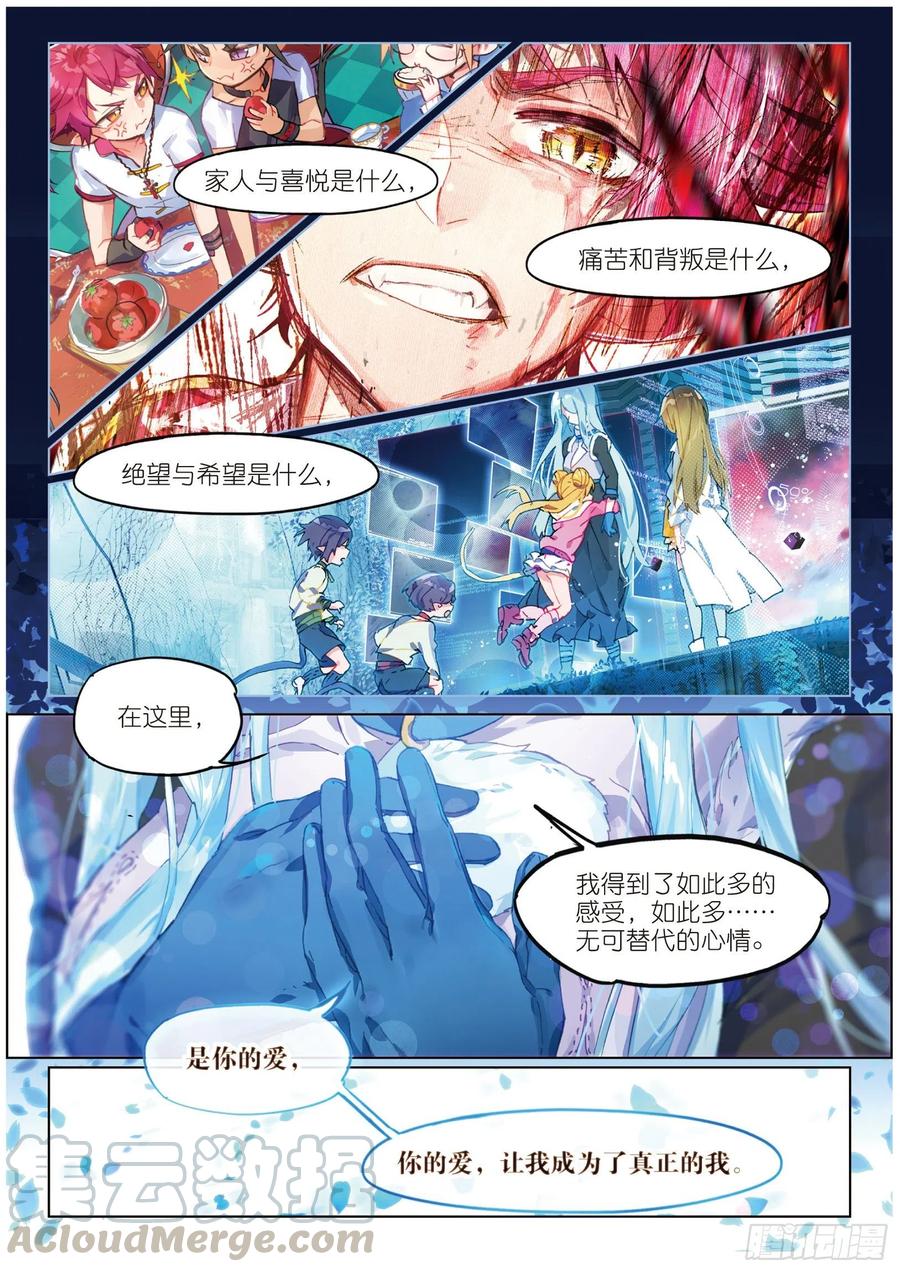 家人与喜悦是什么，
痛苦和背叛是什么，
绝望与希望是什么，
在这里，
我得到了如此多的
感受，如此多……
无可替代的心情。
是你的爱，
你的爱，让我成为了真正的我。
集云数据
ACloudMerge.com
腾讯动漫